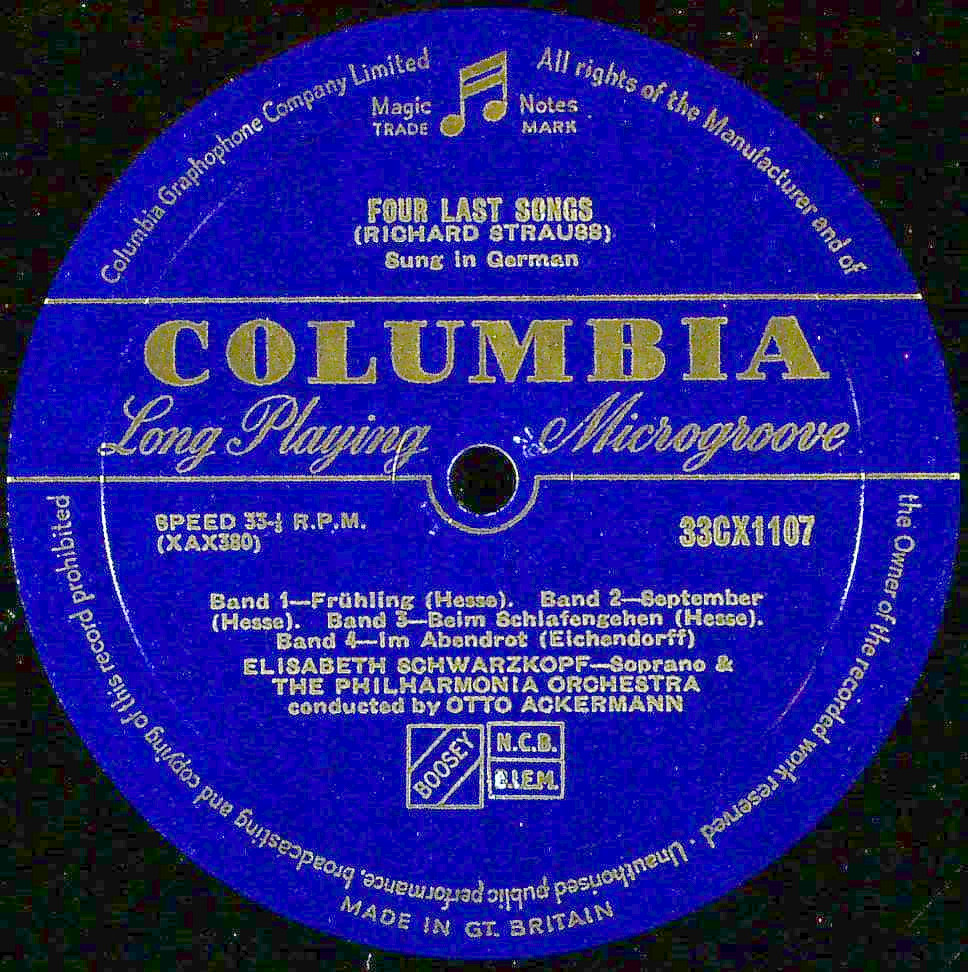 Columbia Graphophone Company Limited
Magic Notes
TRADE MARK
All rights of the Manufacturer and of
the Owner of the recorded work reserved · Unauthorised public performance, broadcasting and copying of this record prohibited
FOUR LAST SONGS
(RICHARD STRAUSS)
Sung in German
COLUMBIA
Long Playing Microgroove
SPEED 33-⅓ R.P.M.
(XAX380)
33CX1107
Band 1—Frühling (Hesse). Band 2—September
(Hesse). Band 3—Beim Schlafengehen (Hesse).
Band 4—Im Abendrot (Eichendorff)
ELISABETH SCHWARZKOPF—Soprano &
THE PHILHARMONIA ORCHESTRA
conducted by OTTO ACKERMANN
BOOSEY
N.C.B.
B.I.E.M.
MADE IN GT. BRITAIN